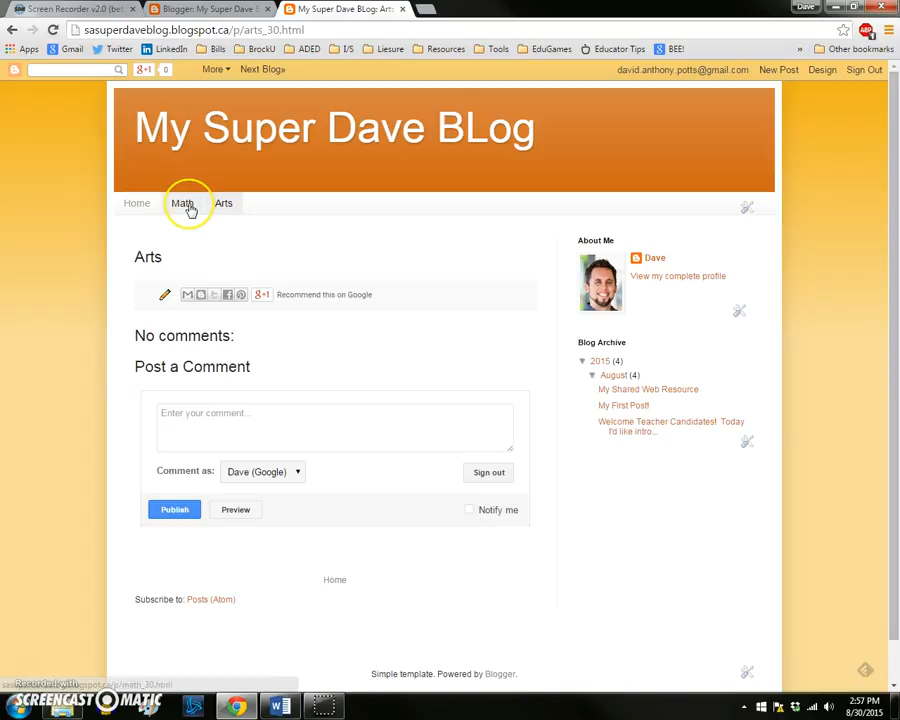 Screen Recorder v2.0 (bet
Blogger: My Super Dave B
My Super Dave BLog: Arts
Dave
sasuperdaveblog.blogspot.ca/p/arts_30.html
Apps
Gmail
Twitter
LinkedIn
Bills
BrockU
ADED
I/S
Liesure
Resources
Tools
EduGames
Educator Tips
BEE!
»
Other bookmarks
g+1 0
More
Next Blog»
david.anthony.potts@gmail.com
New Post
Design
Sign Out
My Super Dave BLog
Home
Math
Arts
Arts
g+1 Recommend this on Google
No comments:
Post a Comment
Enter your comment...
Comment as:
Dave (Google)
Sign out
Publish
Preview
Notify me
Home
Subscribe to: Posts (Atom)
About Me
Dave
View my complete profile
Blog Archive
▼ 2015 (4)
▼ August (4)
My Shared Web Resource
My First Post!
Welcome Teacher Candidates! Today
I'd like intro...
Simple template. Powered by Blogger.
Recorded with
SCREENCAST MATIC
2:57 PM
8/30/2015